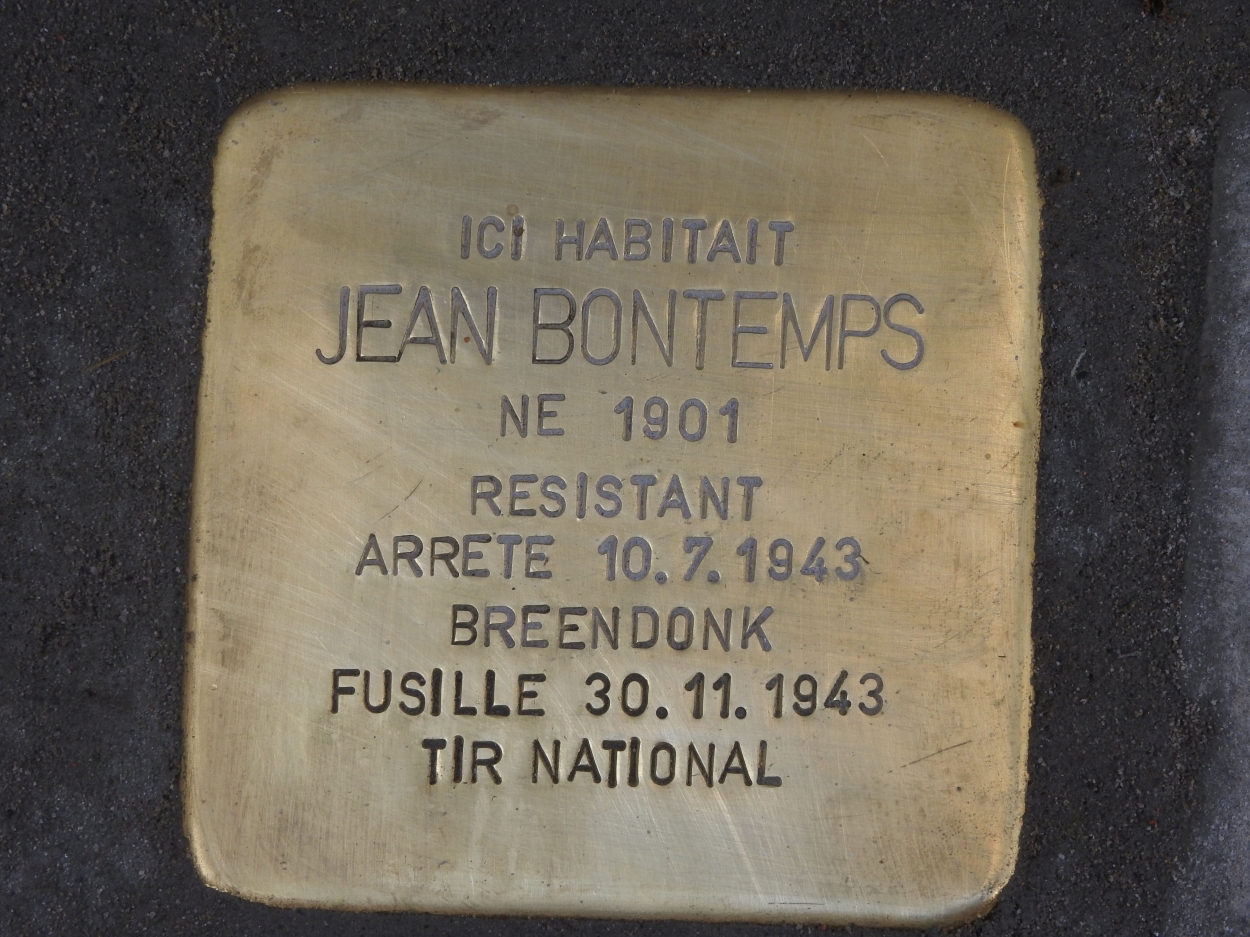 ICI HABITAIT
JEAN BONTEMPS
NE 1901
RESISTANT
ARRETE 10.7.1943
BREENDONK
FUSILLE 30.11.1943
TIR NATIONAL